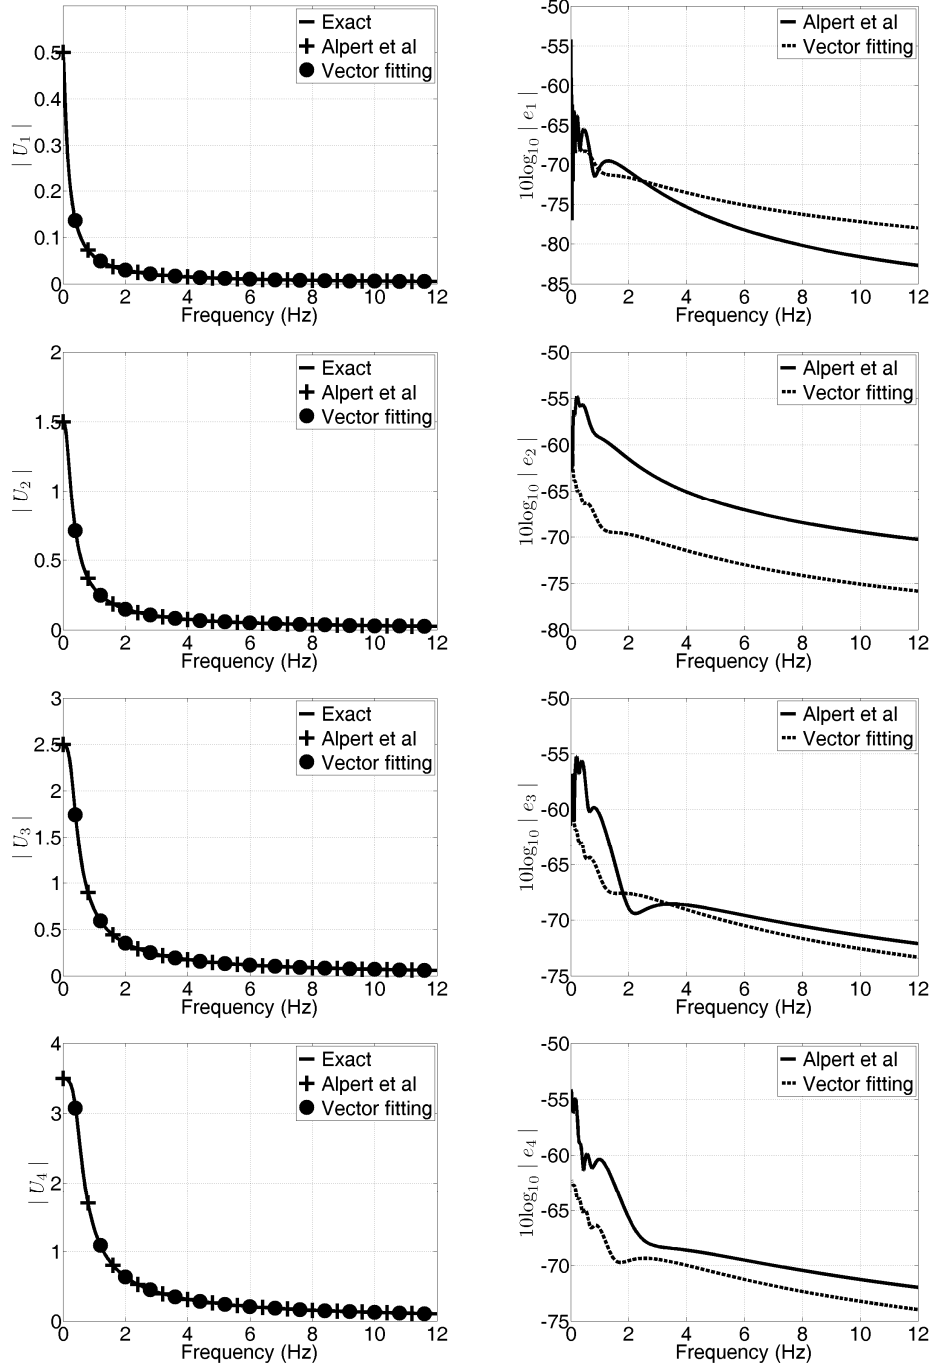 0.5
0.4
0.3
0.2
0.1
0
| U1 |
Exact
Alpert et al
Vector fitting
0 2 4 6 8 10 12
Frequency (Hz)
-50
-55
-60
-65
-70
-75
-80
-85
10log10 | e1 |
Alpert et al
Vector fitting
0 2 4 6 8 10 12
Frequency (Hz)
2
1.5
1
0.5
0
| U2 |
Exact
Alpert et al
Vector fitting
0 2 4 6 8 10 12
Frequency (Hz)
-50
-55
-60
-65
-70
-75
-80
10log10 | e2 |
Alpert et al
Vector fitting
0 2 4 6 8 10 12
Frequency (Hz)
3
2.5
2
1.5
1
0.5
0
| U3 |
Exact
Alpert et al
Vector fitting
0 2 4 6 8 10 12
Frequency (Hz)
-50
-55
-60
-65
-70
-75
10log10 | e3 |
Alpert et al
Vector fitting
0 2 4 6 8 10 12
Frequency (Hz)
4
3
2
1
0
| U4 |
Exact
Alpert et al
Vector fitting
0 2 4 6 8 10 12
Frequency (Hz)
-50
-55
-60
-65
-70
-75
10log10 | e4 |
Alpert et al
Vector fitting
0 2 4 6 8 10 12
Frequency (Hz)